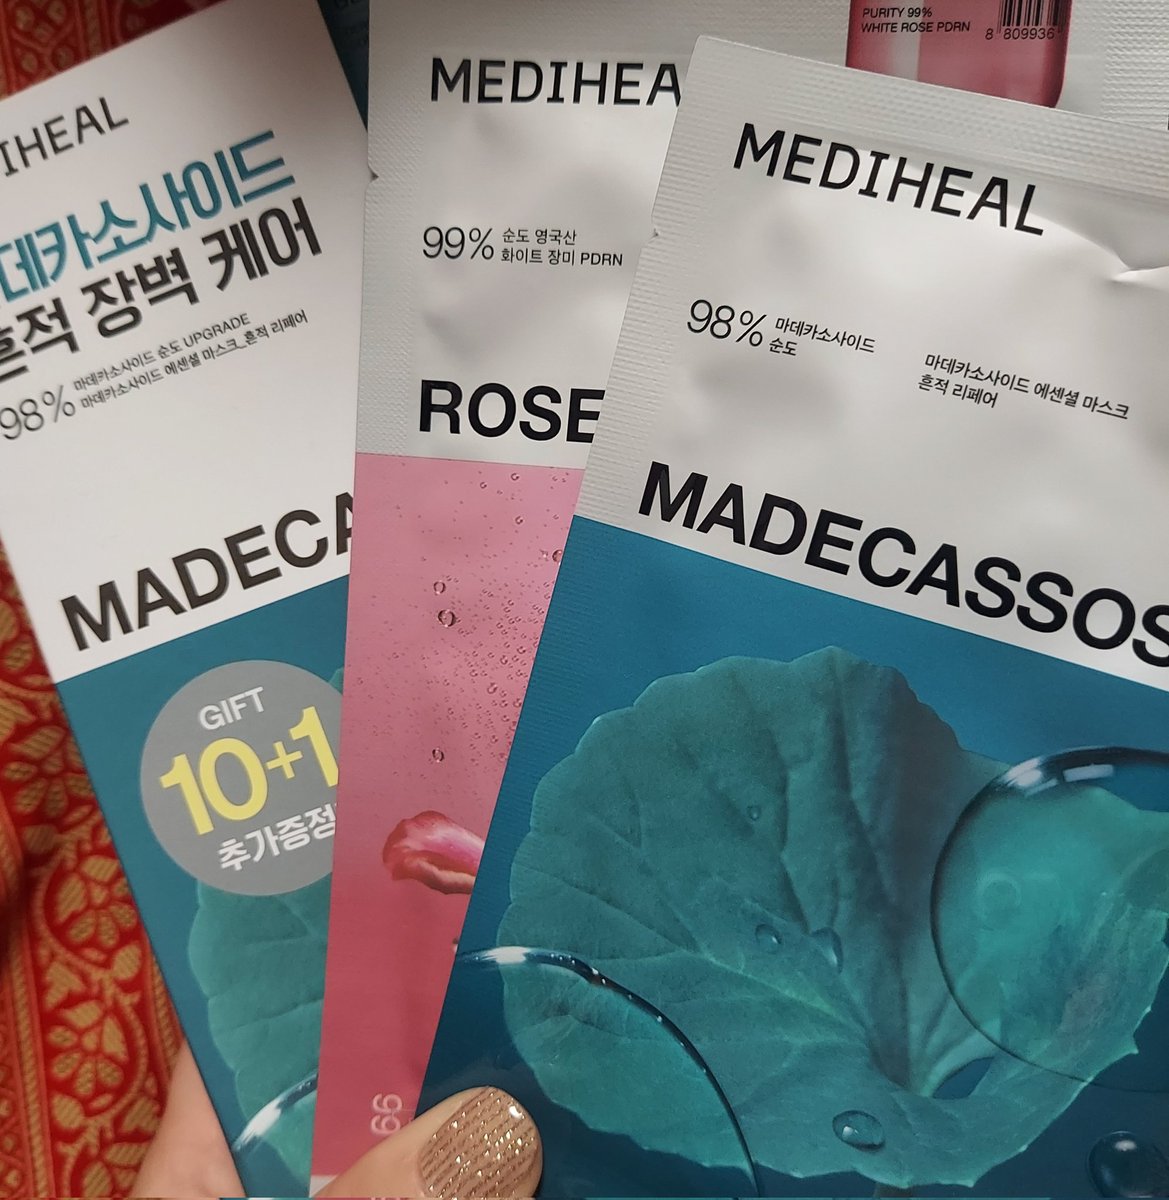 IHEAL
데카소사이드
흔적 장벽 케어
98% 마데카소사이드 순도 UPGRADE
마데카소사이드 에센셜 마스크_흔적 리페어
MADECA
GIFT
10+1
추가증정
MEDIHEA
99% 순도 영국산
화이트 장미 PDRN
ROSE
99
PURITY 99%
WHITE ROSE PDRN
8 809936
MEDIHEAL
98% 마데카소사이드
순도
마데카소사이드 에센셜 마스크
흔적 리페어
MADECASSOS